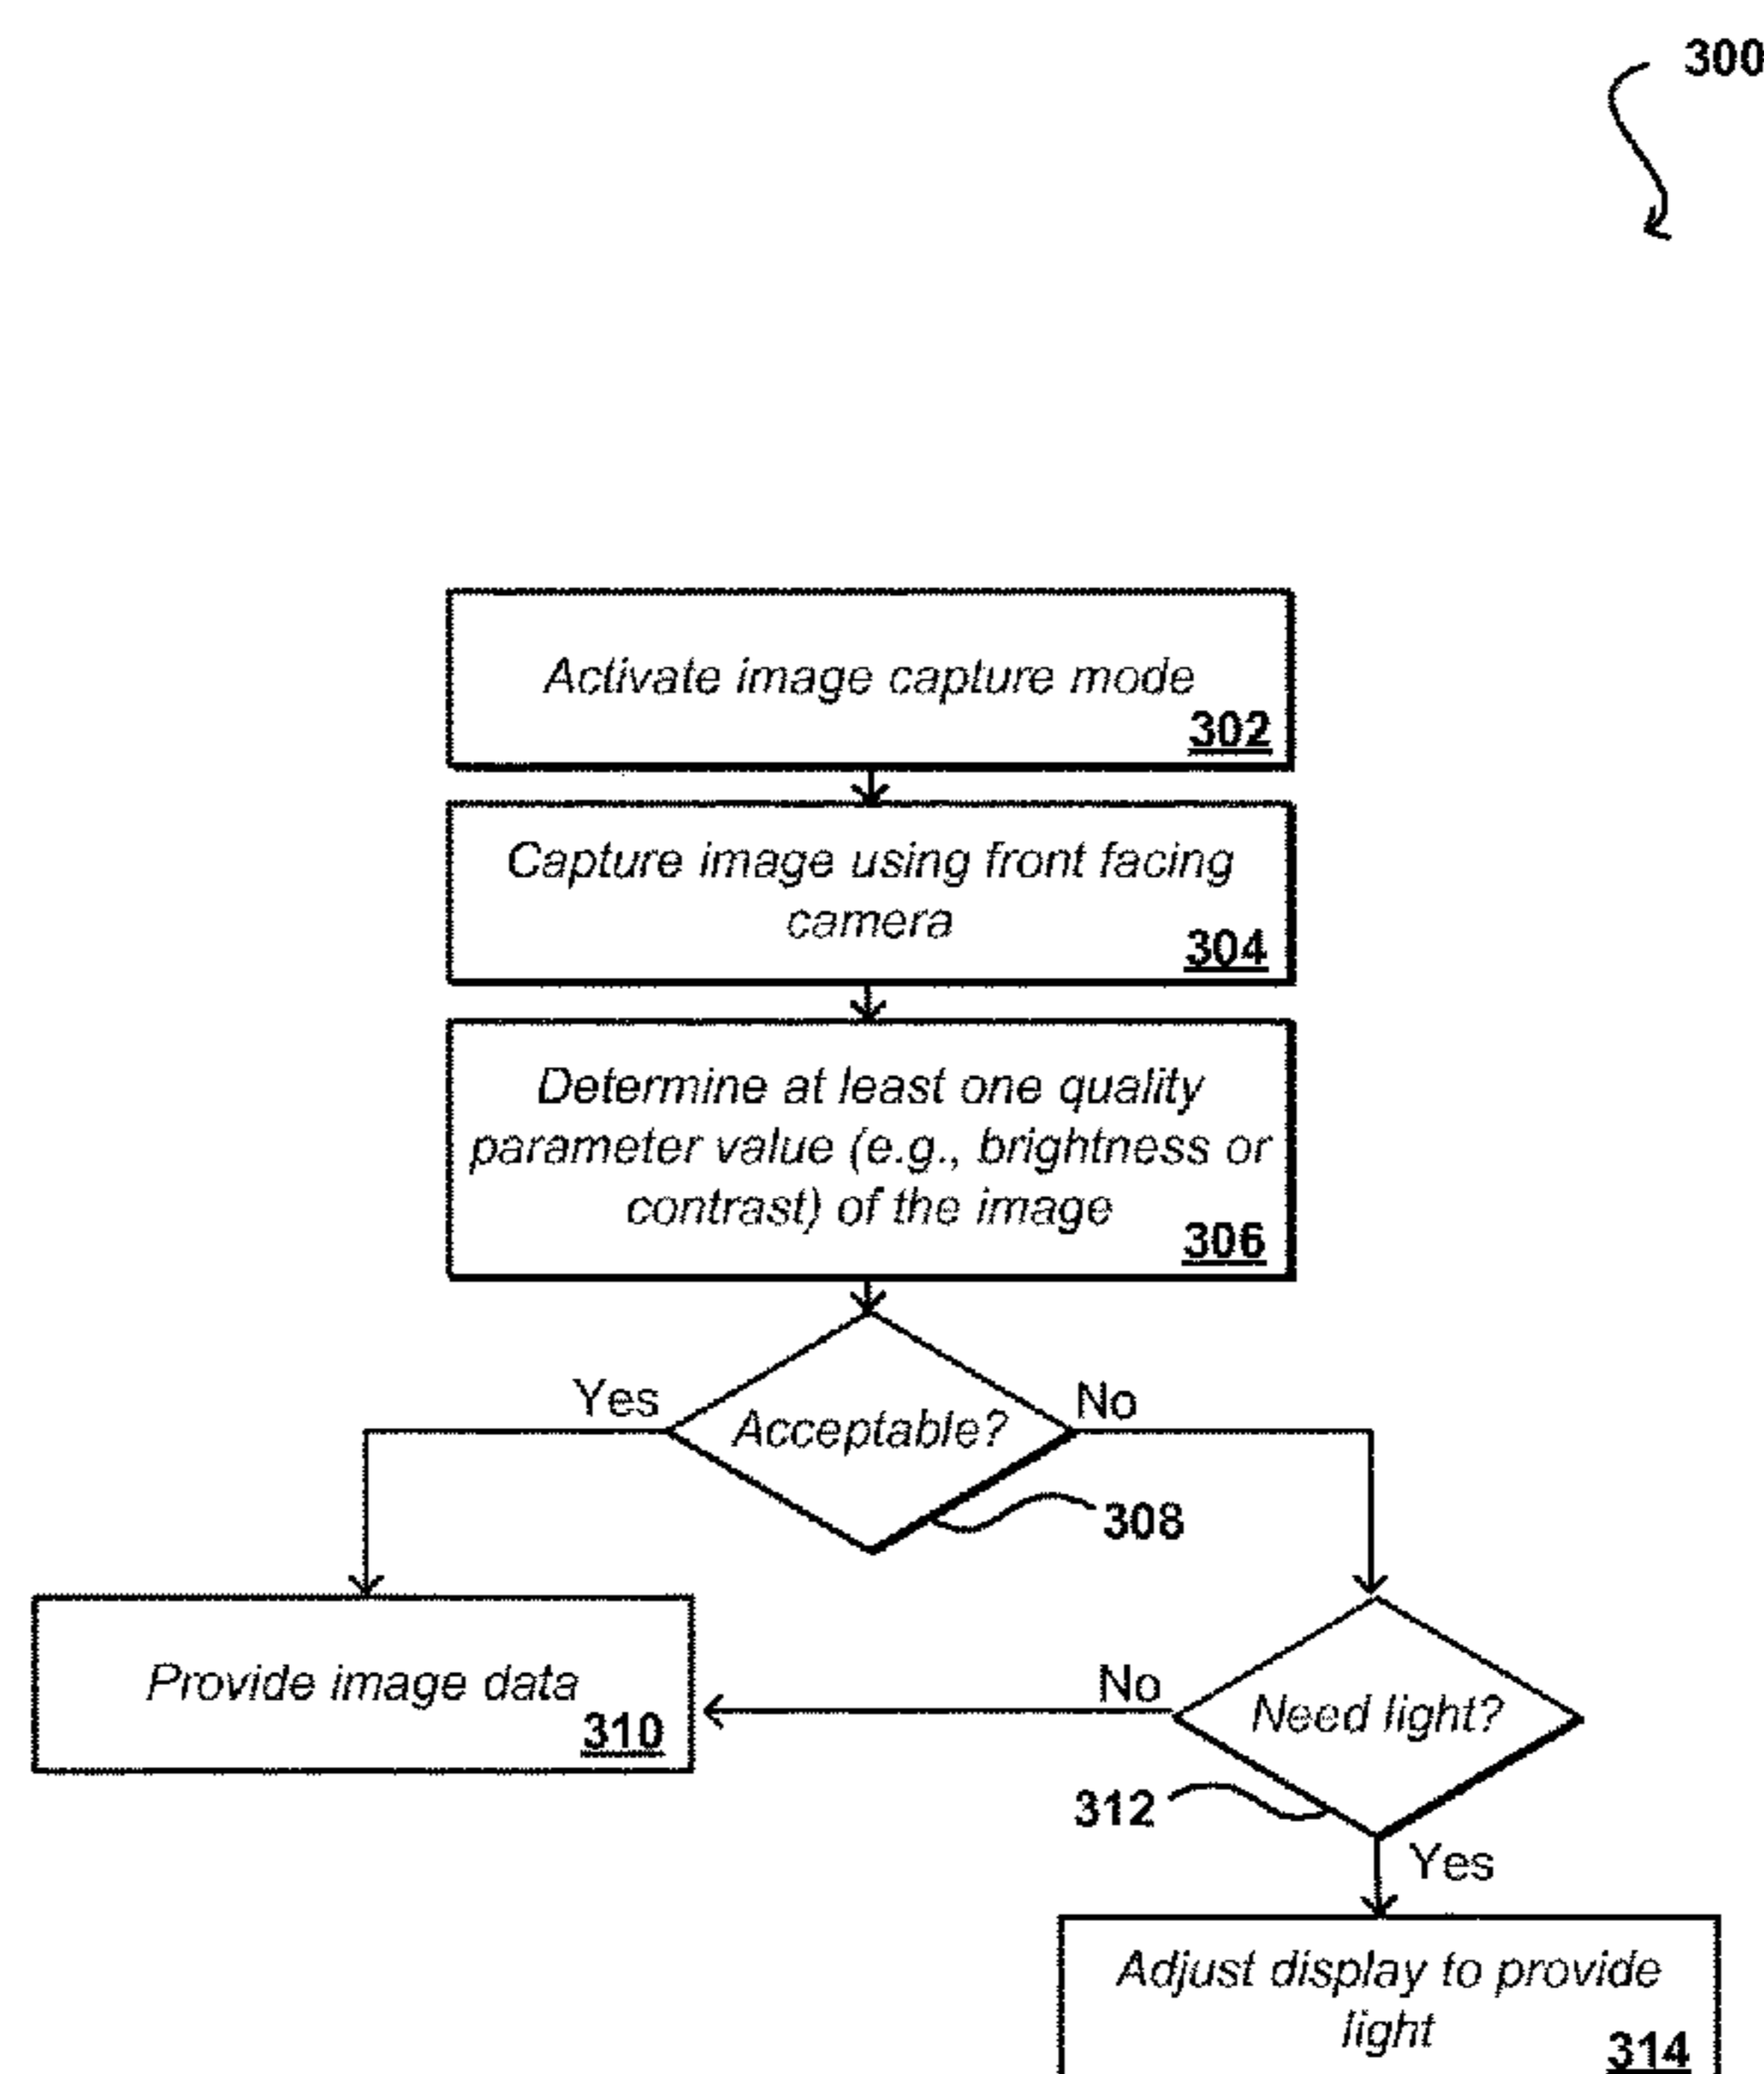 300
Activate image capture mode
302
Capture image using front facing
camera
304
Determine at least one quality
parameter value (e.g., brightness or
contrast) of the image
306
Yes
No
Acceptable?
308
Provide image data
310
No
Need light?
312
Yes
Adjust display to provide
light
314